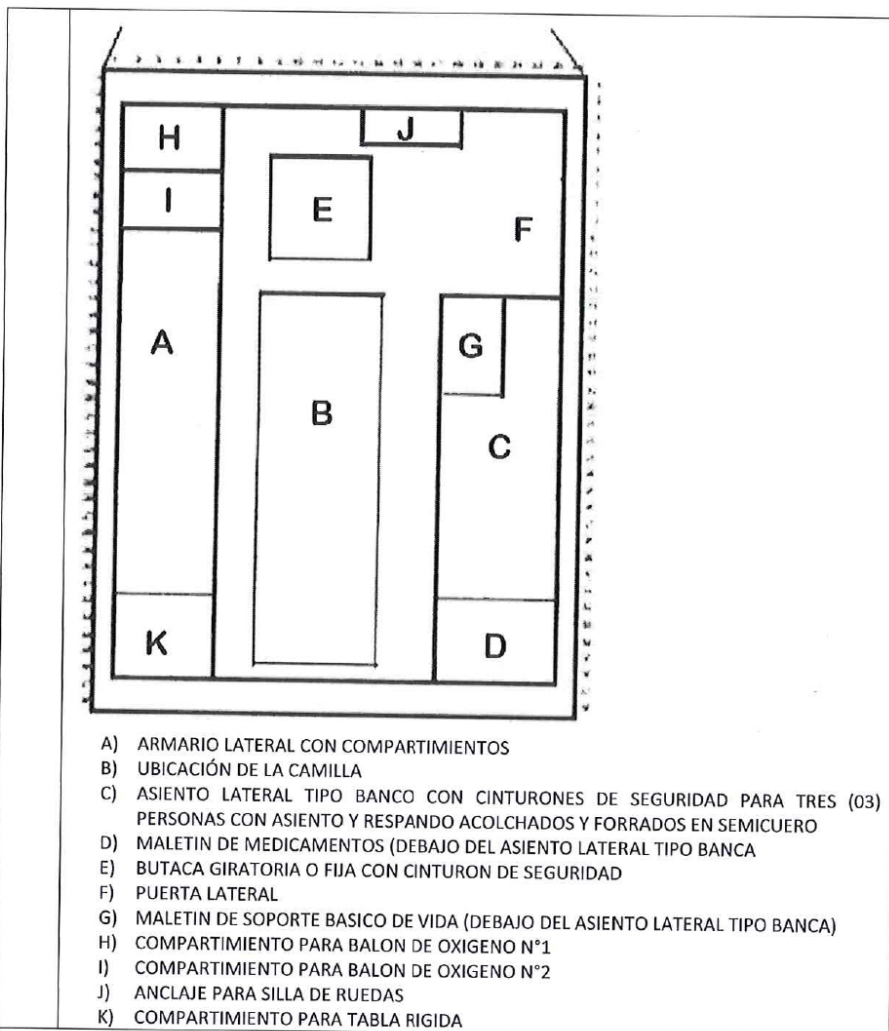 H
J
I
E
F
A
G
B
C
K
D
A) ARMARIO LATERAL CON COMPARTIMIENTOS
B) UBICACIÓN DE LA CAMILLA
C) ASIENTO LATERAL TIPO BANCO CON CINTURONES DE SEGURIDAD PARA TRES (03)
PERSONAS CON ASIENTO Y RESPANDO ACOLCHADOS Y FORRADOS EN SEMICUERO
D) MALETIN DE MEDICAMENTOS (DEBAJO DEL ASIENTO LATERAL TIPO BANCA
E) BUTACA GIRATORIA O FIJA CON CINTURON DE SEGURIDAD
F) PUERTA LATERAL
G) MALETIN DE SOPORTE BASICO DE VIDA (DEBAJO DEL ASIENTO LATERAL TIPO BANCA)
H) COMPARTIMIENTO PARA BALON DE OXIGENO N°1
I) COMPARTIMIENTO PARA BALON DE OXIGENO N°2
J) ANCLAJE PARA SILLA DE RUEDAS
K) COMPARTIMIENTO PARA TABLA RIGIDA